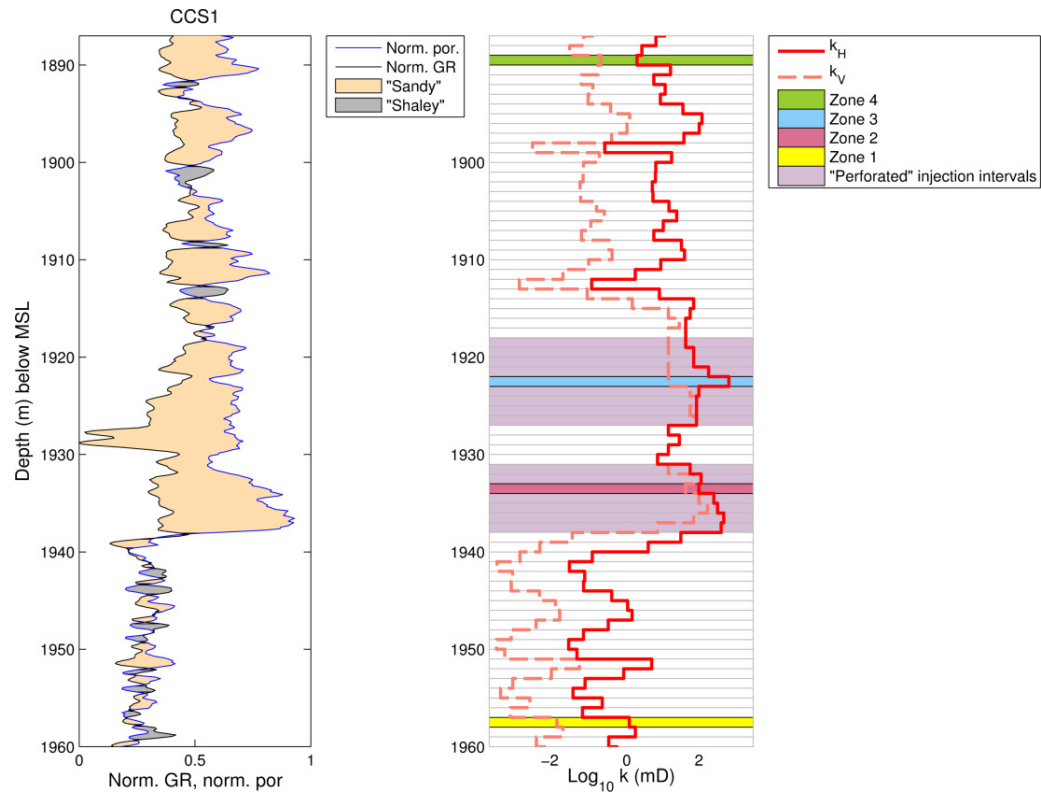 CCS1
Depth (m) below MSL
1890
1900
1910
1920
1930
1940
1950
1960
0
0.5
1
Norm. GR, norm. por
Norm. por.
Norm. GR
"Sandy"
"Shaley"
1890
1900
1910
1920
1930
1940
1950
1960
−2
0
2
Log10 k (mD)
kH
kV
Zone 4
Zone 3
Zone 2
Zone 1
"Perforated" injection intervals